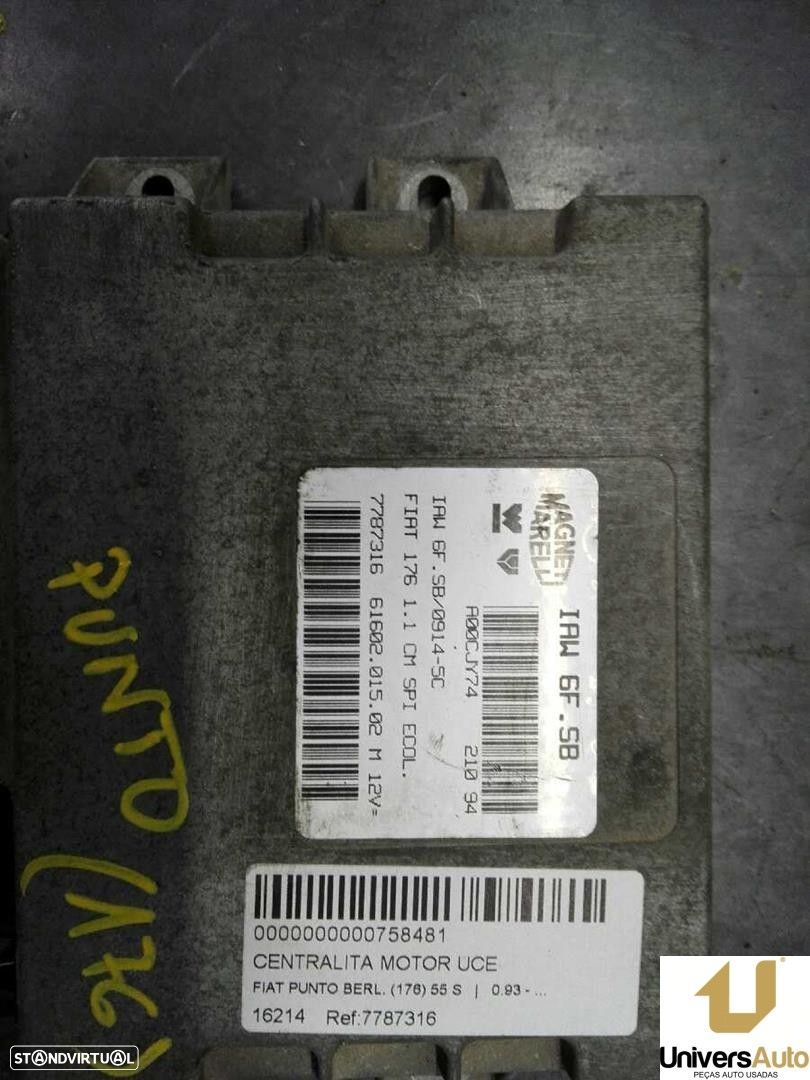 MAGNETI
MARELLI
IAW 6F.SB
A00CJY74 210 94
IAW 6F.SB/0914-5C
FIAT 176 1.1 CM SPI ECOL.
7787316 61602.015.02 M 12V=
PUNTO (176)
0000000000758481
CENTRALITA MOTOR UCE
FIAT PUNTO BERL. (176) 55 S | 0.93 - ...
16214 Ref:7787316
STANDVIRTUAL
UniversAuto
PEÇAS AUTO USADAS